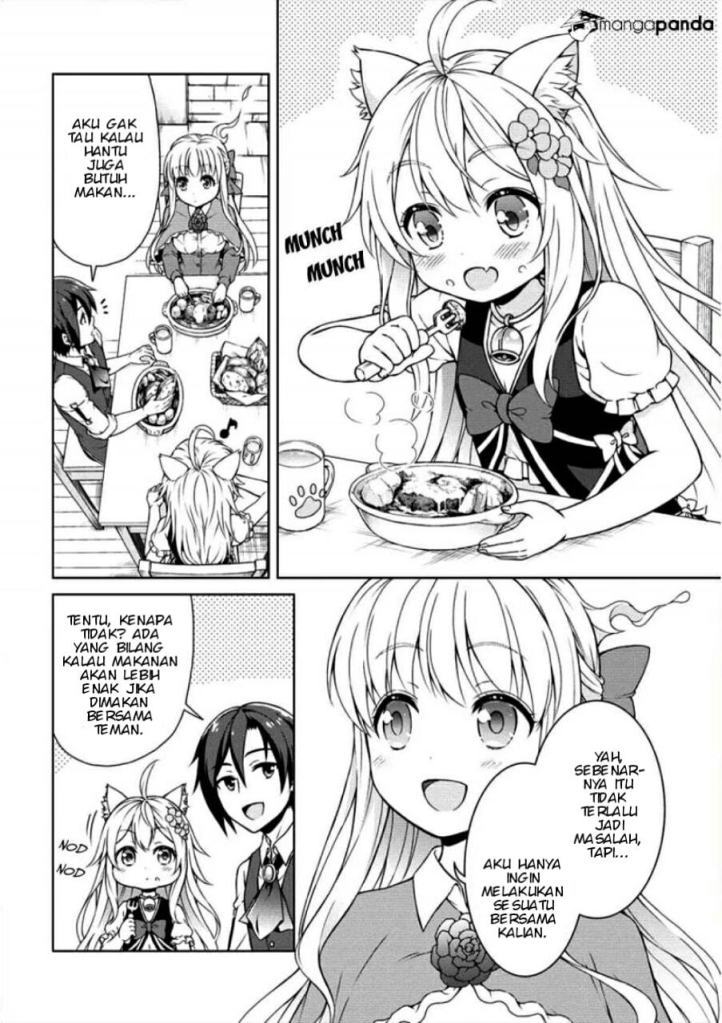 mangapanda
MUNCH
MUNCH
AKU GAK
TAU KALAU
HANTU
JUGA
BUTUH
MAKAN...
YAH,
SEBENAR-
NYA ITU
TIDAK
TERLALU
JADI
MASALAH,
TAPI...
AKU HANYA
INGIN
MELAKUKAN
SESUATU
BERSAMA
KALIAN.
TENTU, KENAPA
TIDAK? ADA
YANG BILANG
KALAU MAKANAN
AKAN LEBIH
ENAK JIKA
DIMAKAN
BERSAMA
TEMAN.
NOD
NOD